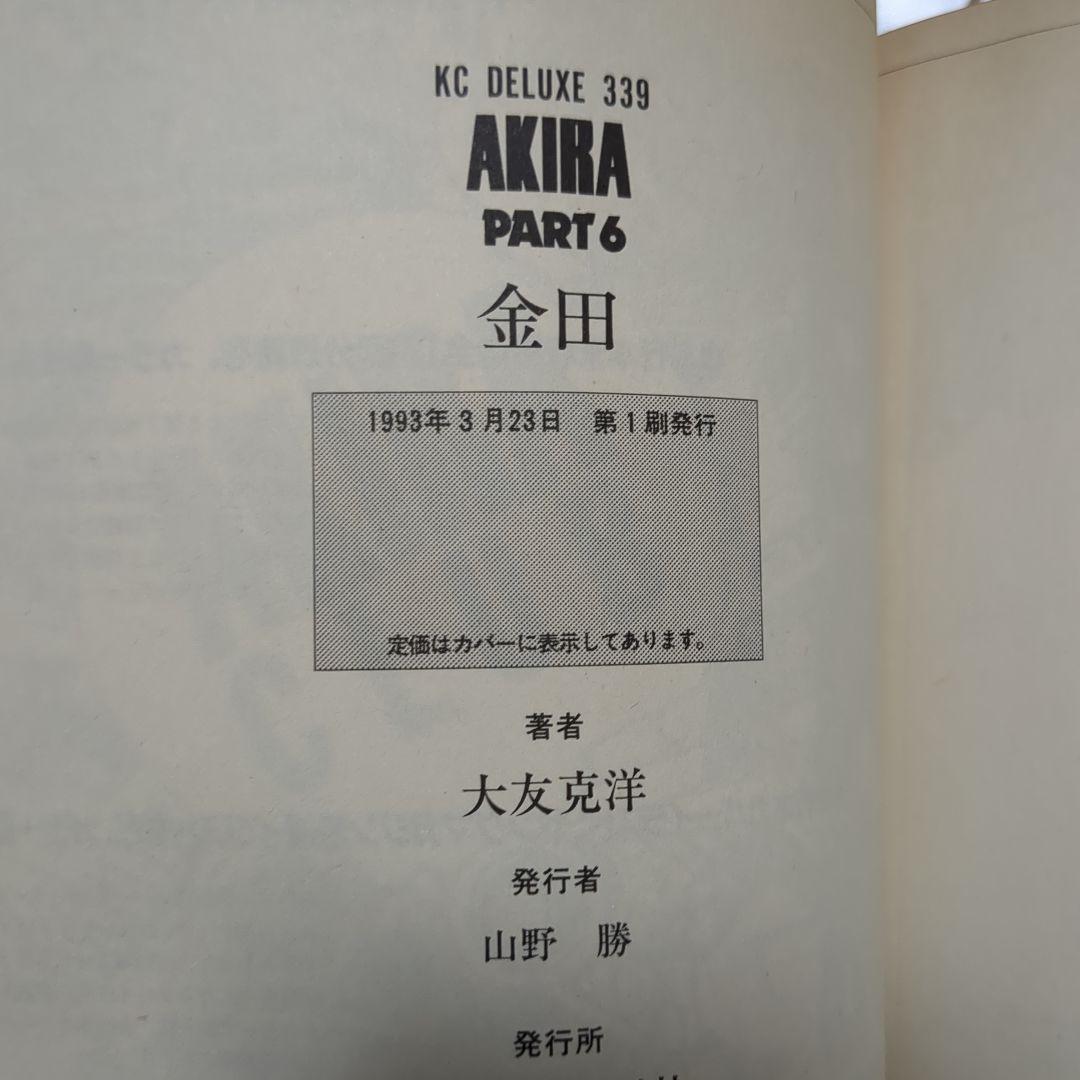 KC DELUXE 339
AKIRA
PART6
金田
1993年3月23日　第1刷発行
定価はカバーに表示してあります。
著者
大友克洋
発行者
山野　勝
発行所